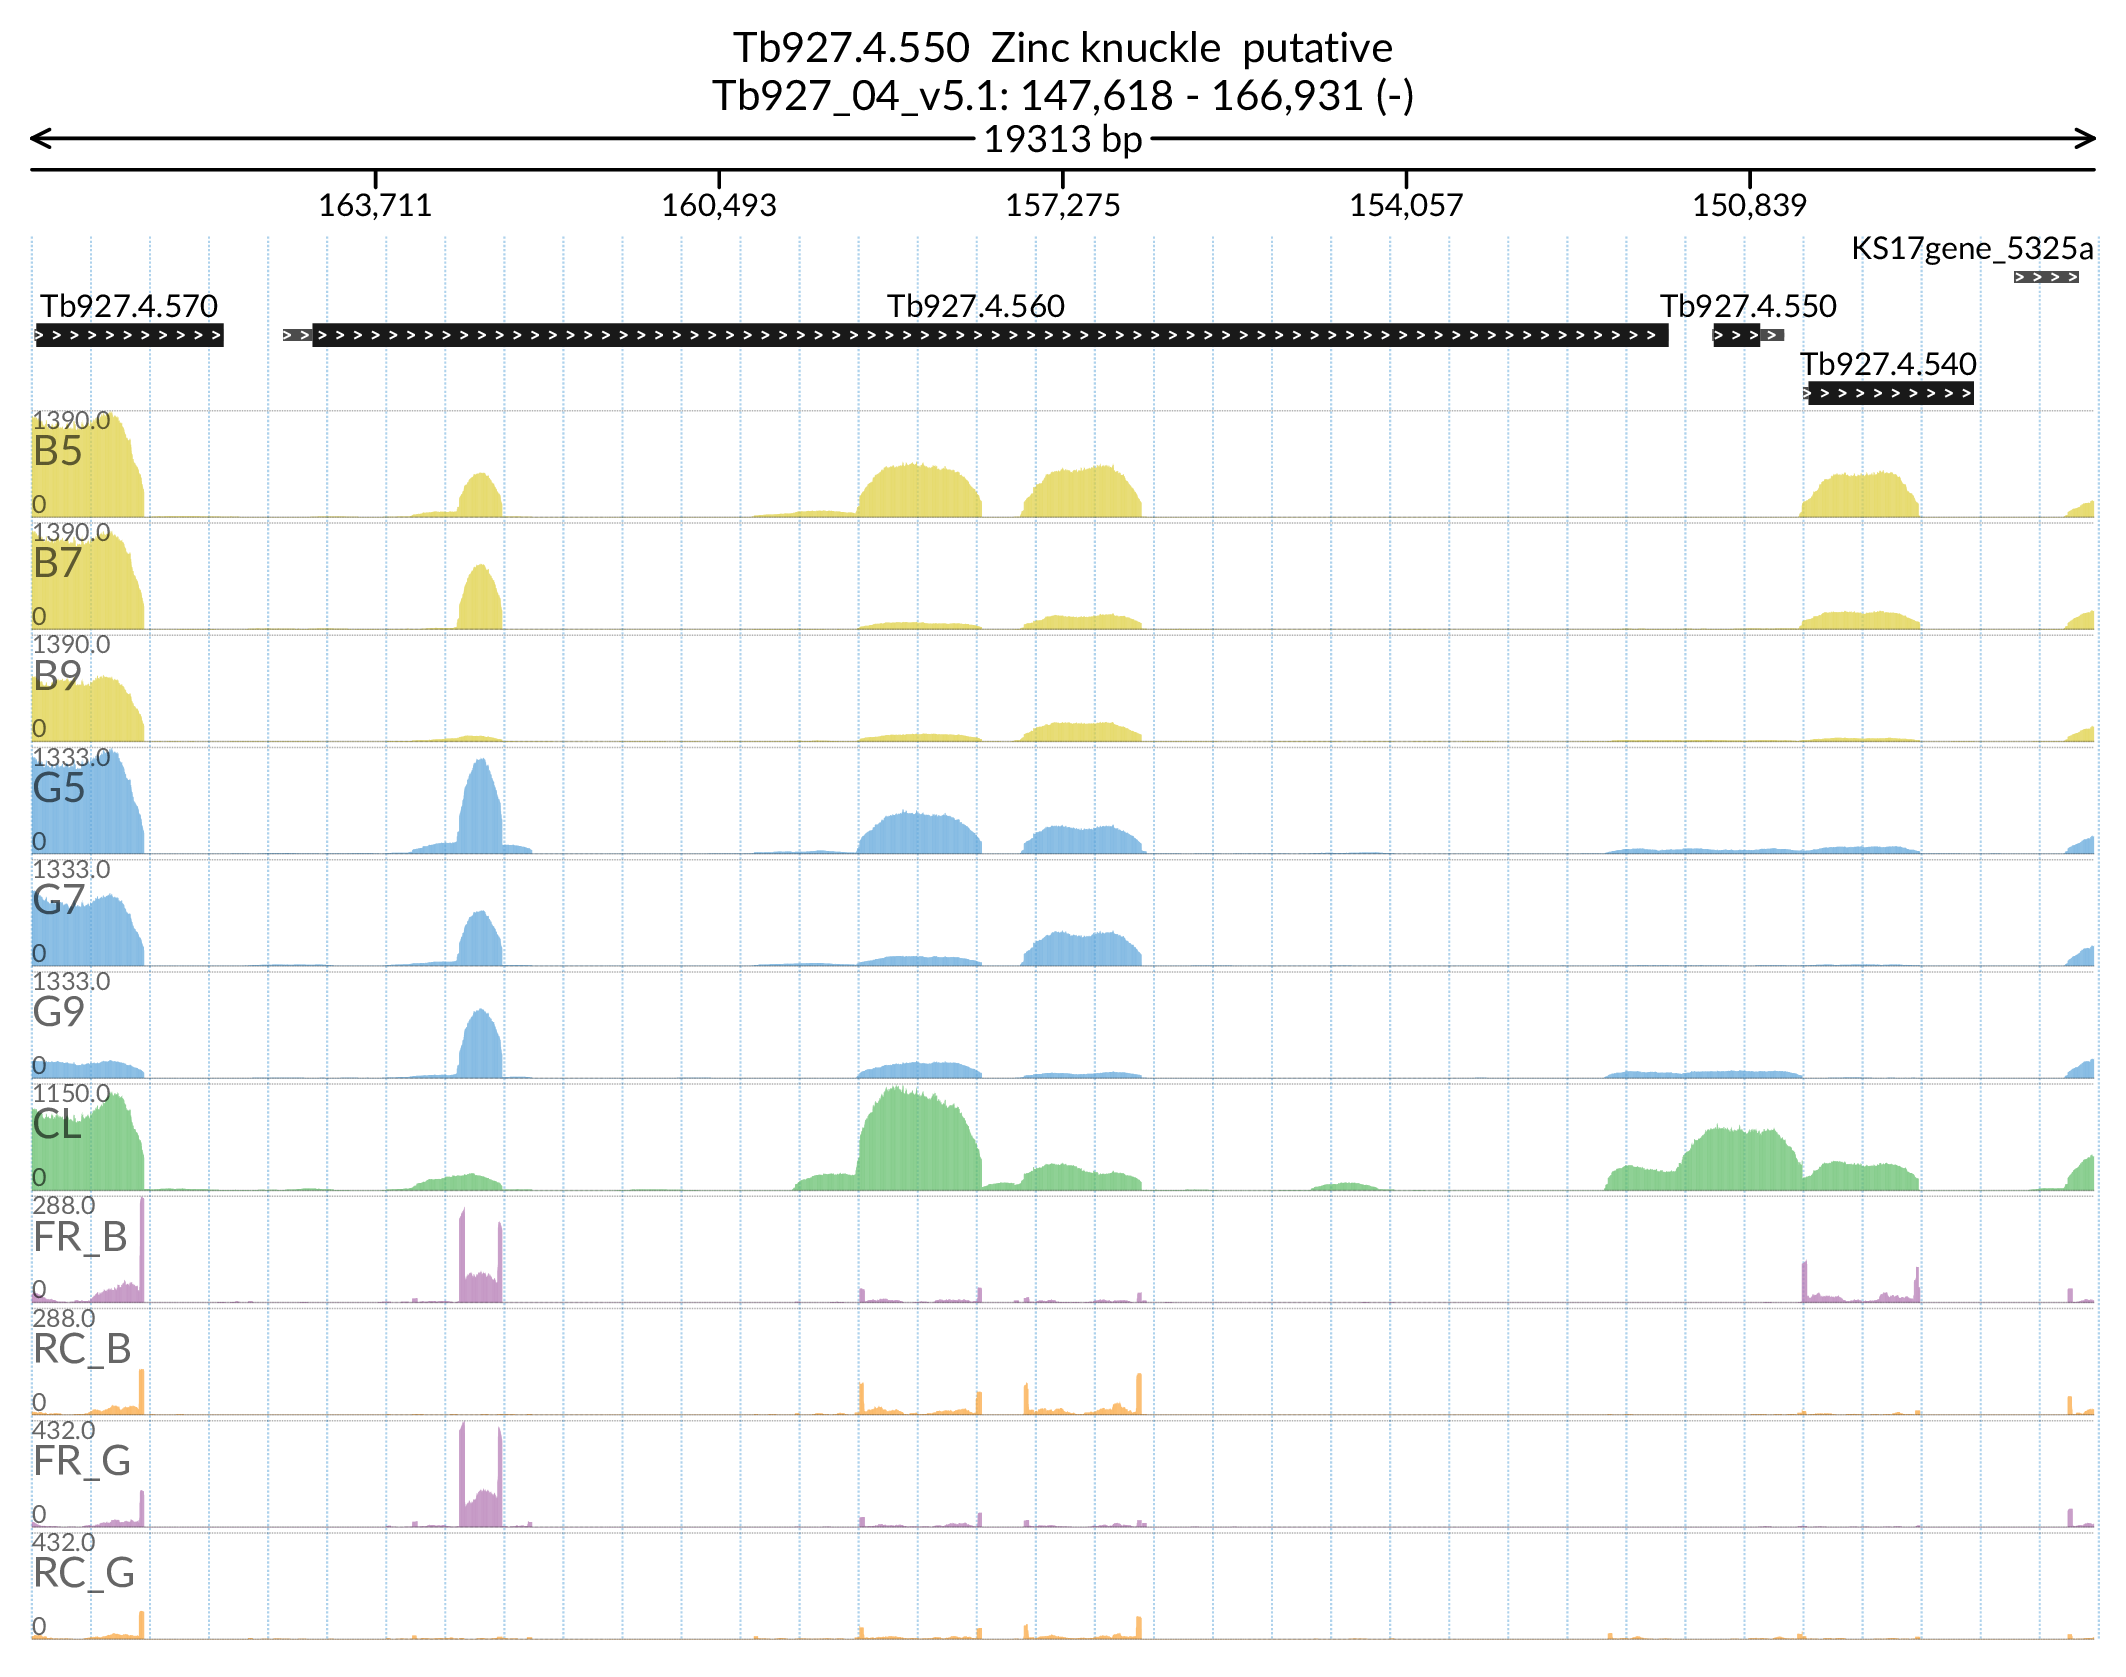 Tb927.4.550  Zinc knuckle  putative
Tb927_04_v5.1: 147,618 - 166,931 (-)
19313 bp
163,711 160,493 157,275 154,057 150,839
KS17gene_5325a
Tb927.4.570 Tb927.4.560 Tb927.4.550
Tb927.4.540
1390.0
B5
0
1390.0
B7
0
1390.0
B9
0
1333.0
G5
0
1333.0
G7
0
1333.0
G9
0
1150.0
CL
0
288.0
FR_B
0
288.0
RC_B
0
432.0
FR_G
0
432.0
RC_G
0